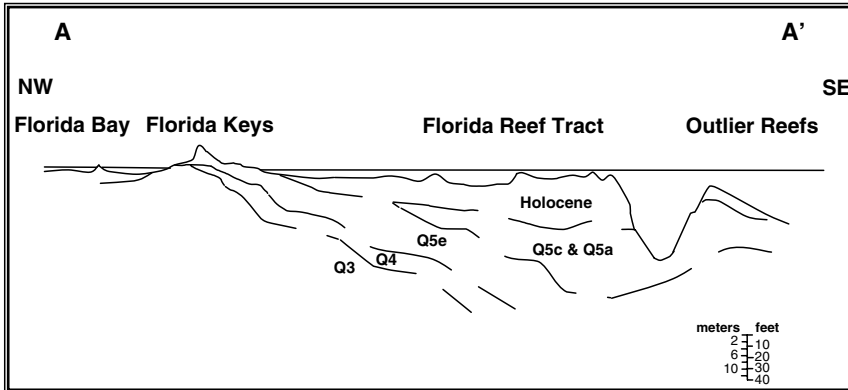 A A’
NW SE
Florida Bay Florida Keys Florida Reef Tract Outlier Reefs
Holocene
Q5e Q5c & Q5a
Q3 Q4
meters feet
2 10
6 20
10 30
40